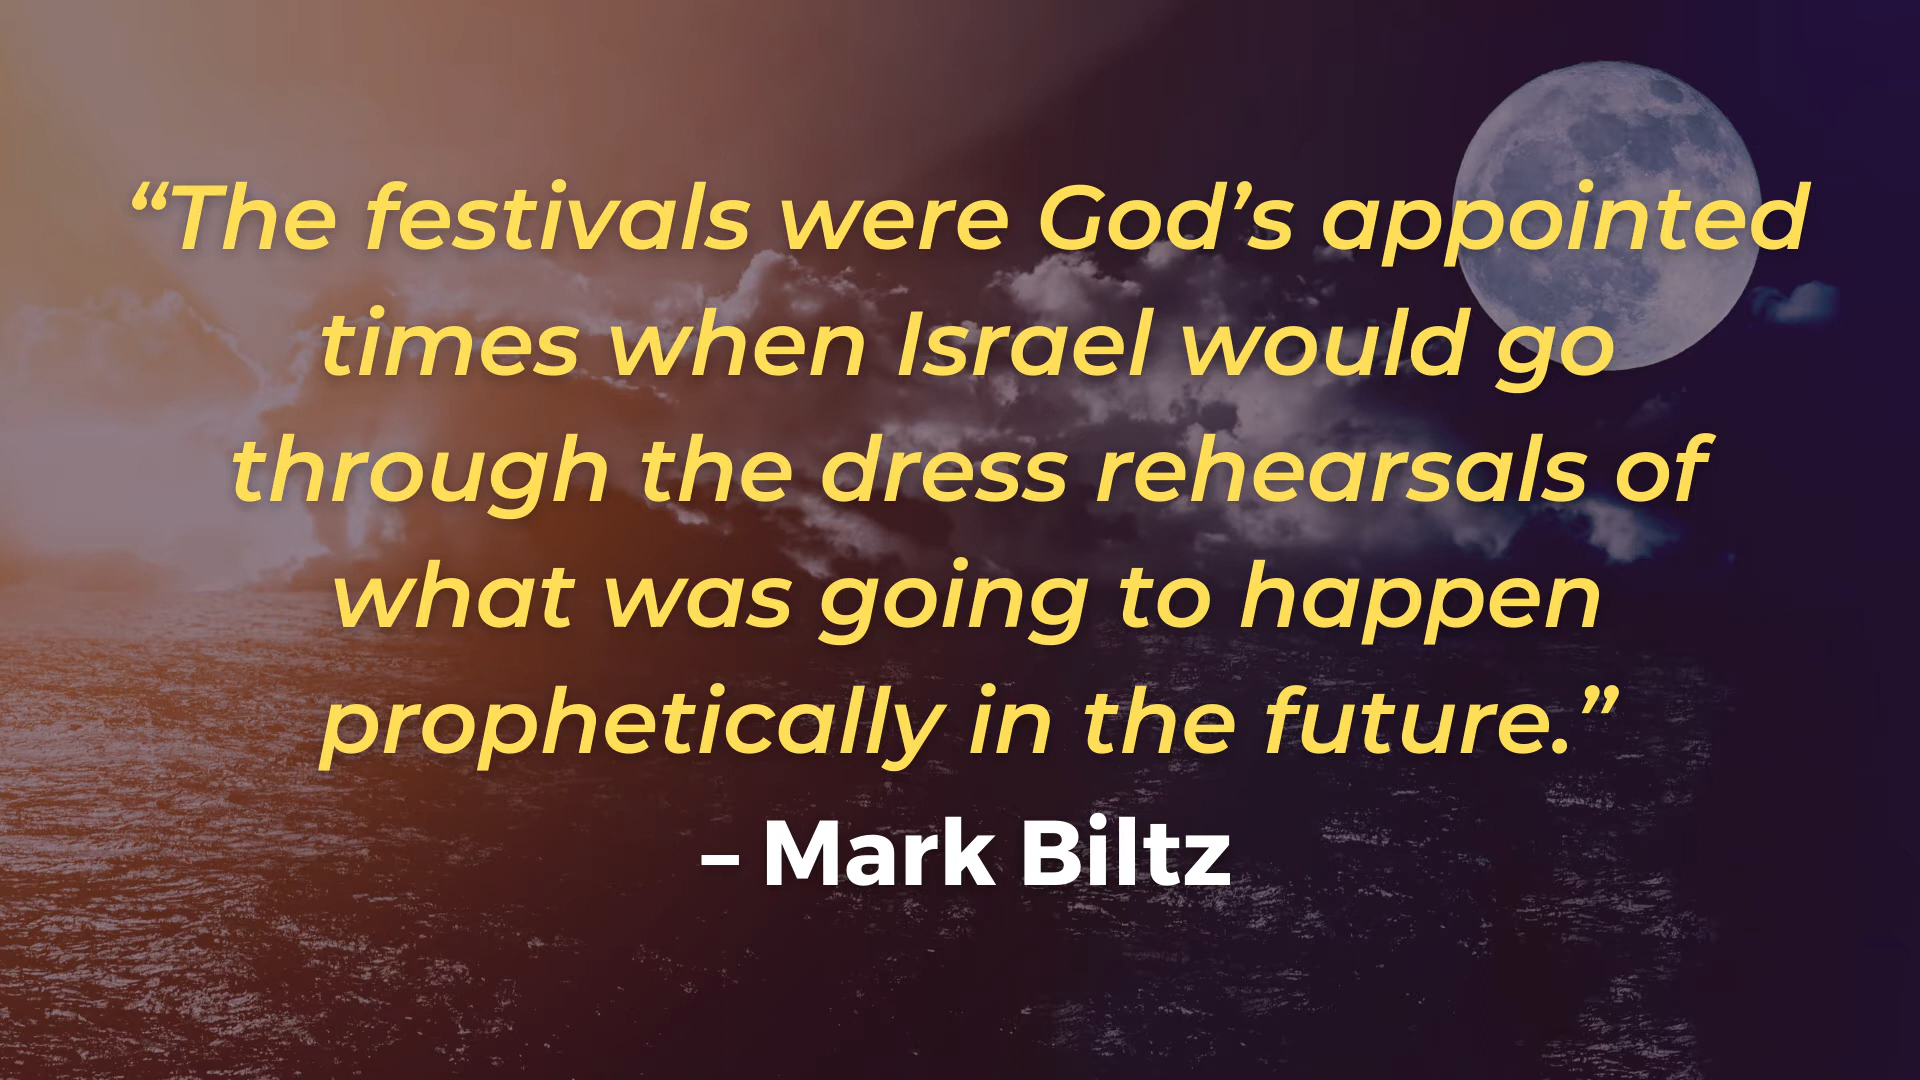 “The festivals were God’s appointed
times when Israel would go
through the dress rehearsals of
what was going to happen
prophetically in the future.”
– Mark Biltz